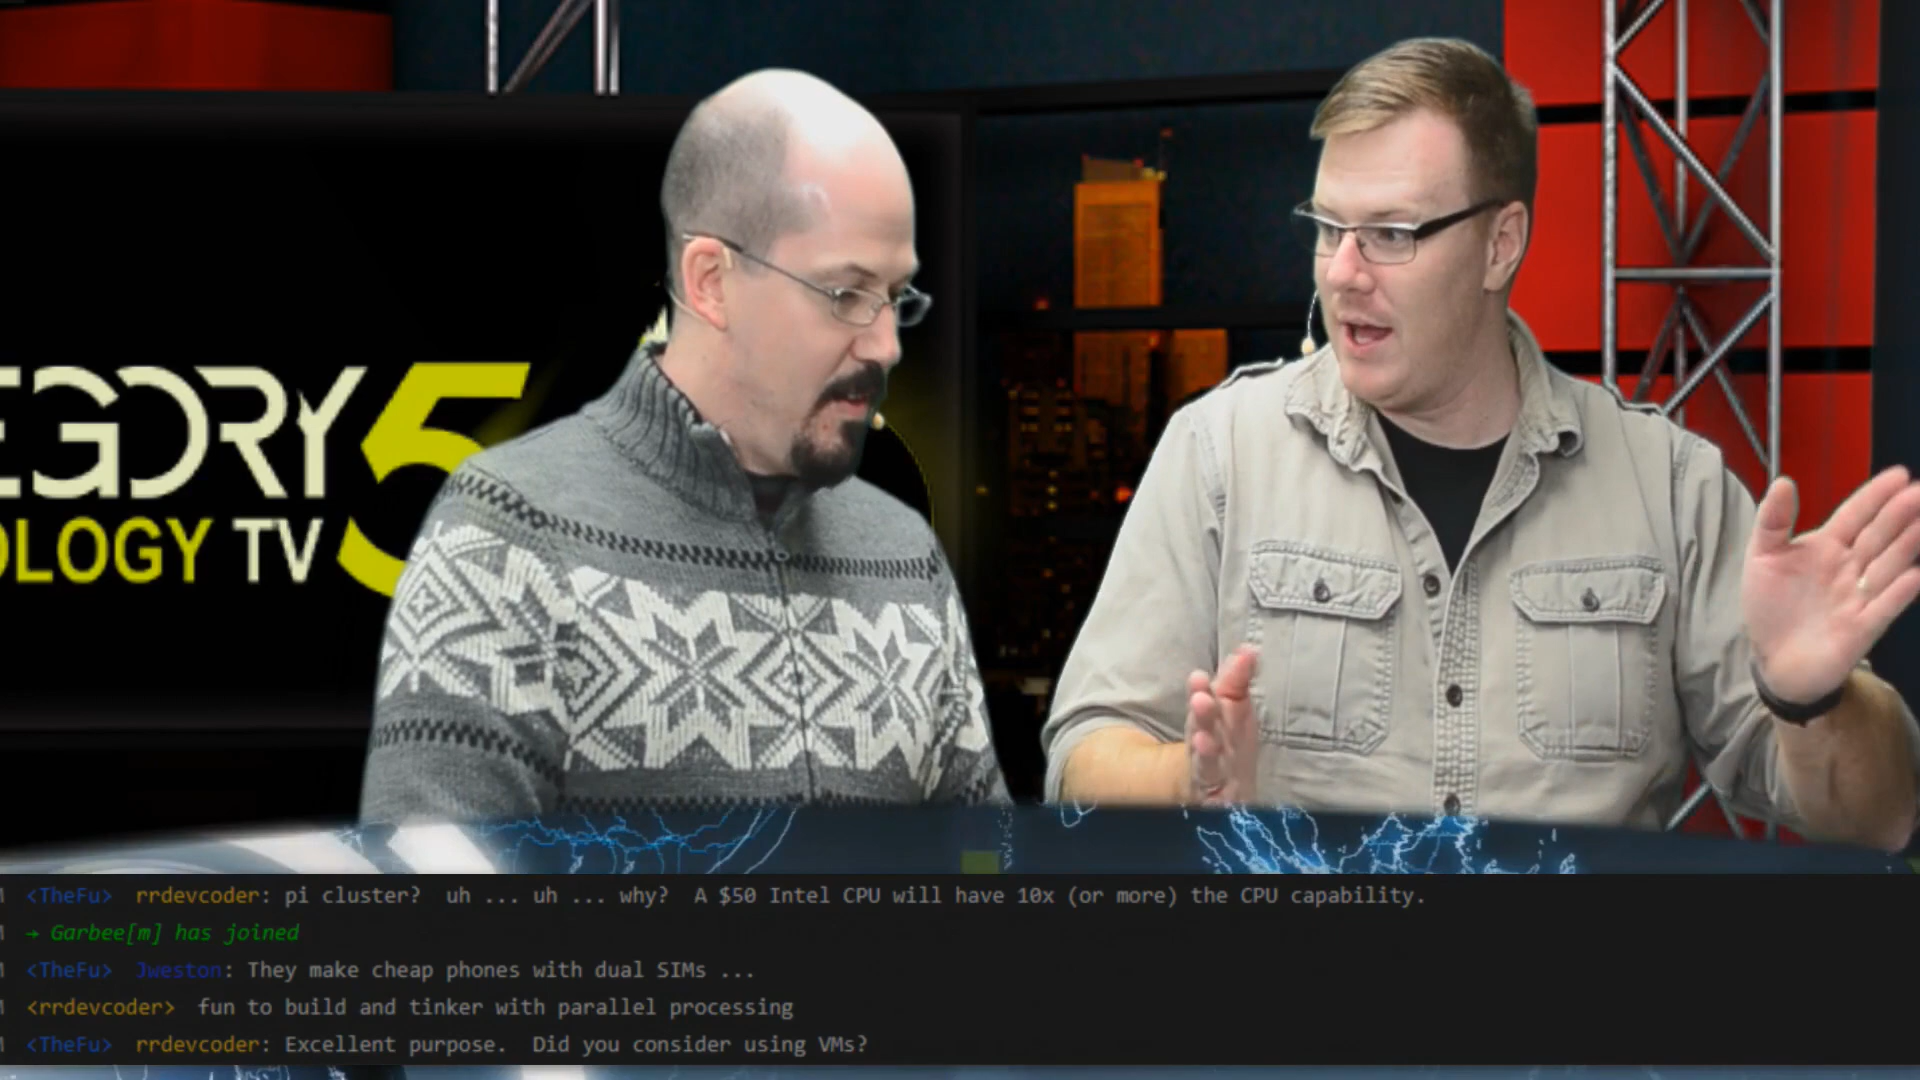 EGORY 5
OLOGY TV
<TheFu> rrdevcoder: pi cluster? uh ... uh ... why? A $50 Intel CPU will have 10x (or more) the CPU capability.
→ Garbee[m] has joined
<TheFu> Jweston: They make cheap phones with dual SIMs ...
<rrdevcoder> fun to build and tinker with parallel processing
<TheFu> rrdevcoder: Excellent purpose. Did you consider using VMs?